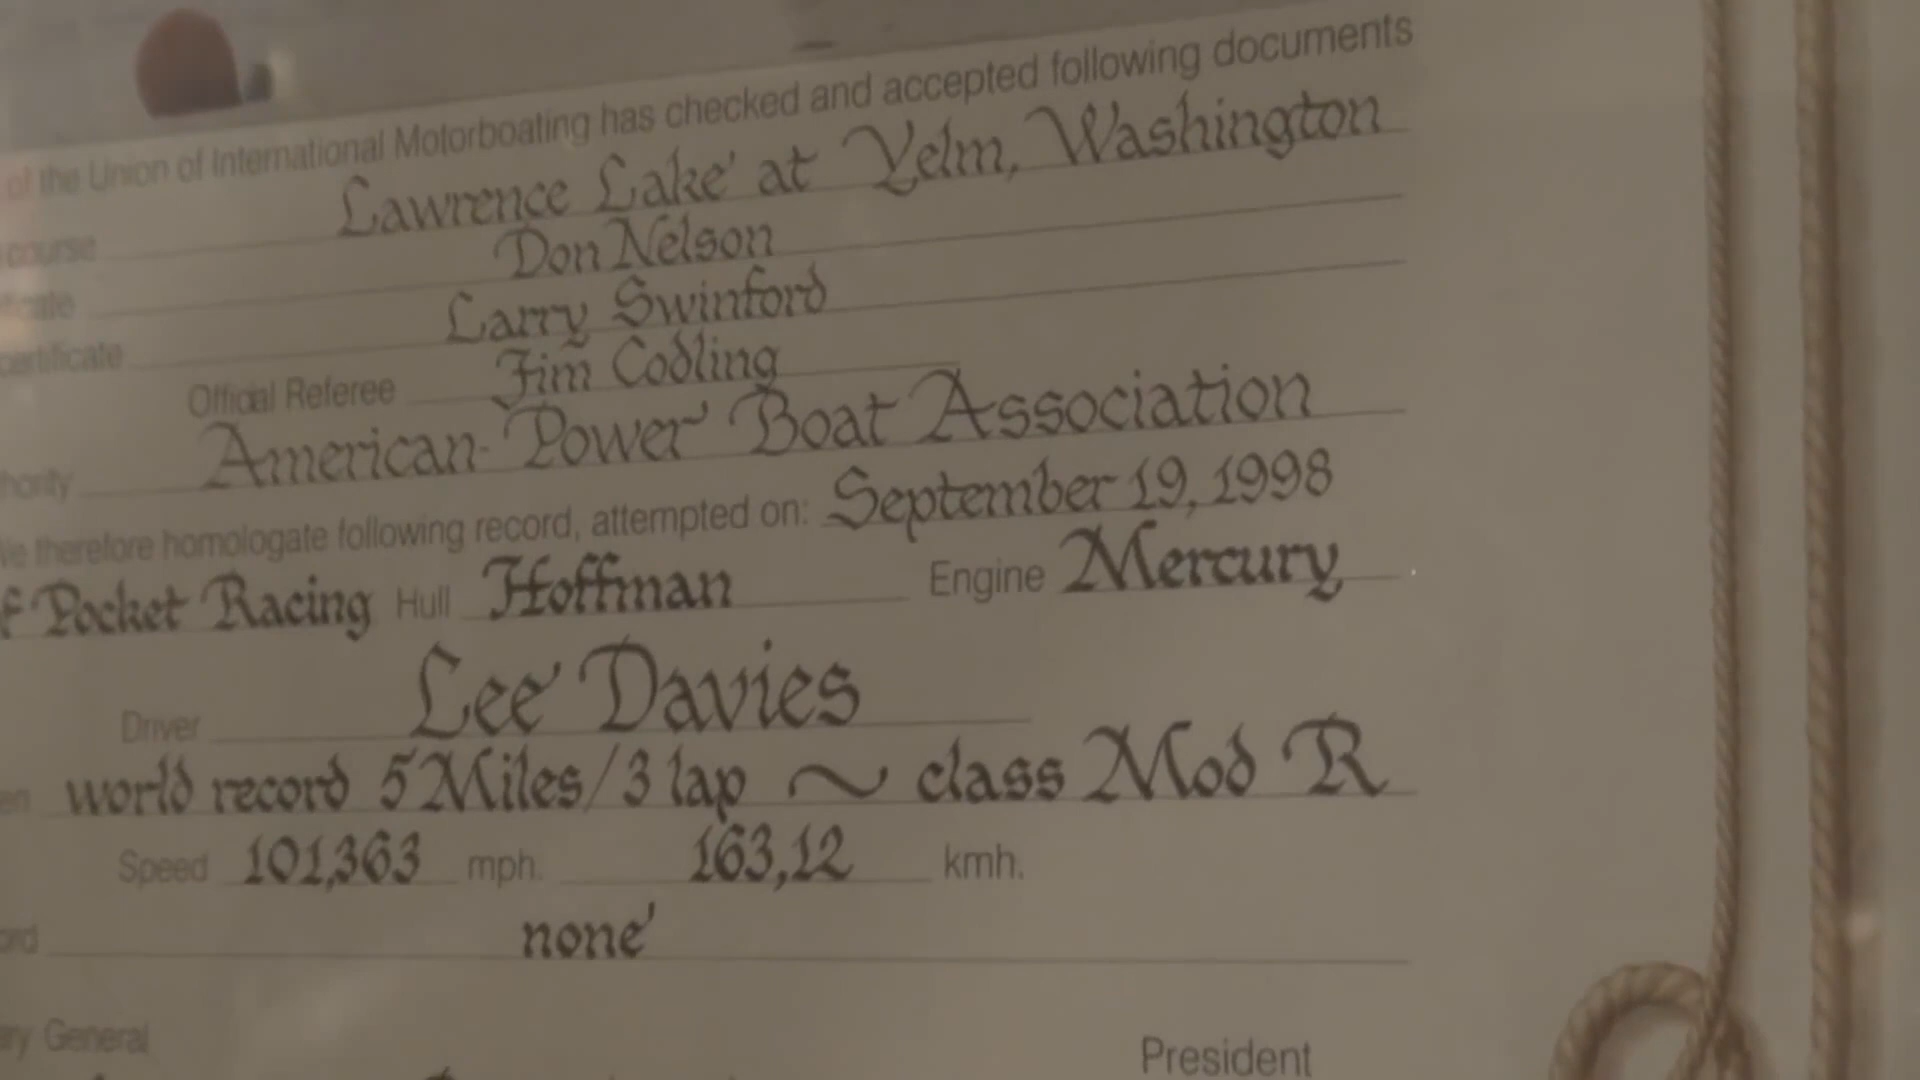 of the Union of International Motorboating has checked and accepted following documents
course Lawrence Lake at Yelm, Washington
Don Nelson
certificate Larry Swinford
Official Referee Jim Codling
American Power Boat Association
We therefore homologate following record, attempted on: September 19, 1998
f Pocket Racing Hull Hoffman Engine Mercury
Driver Lee Davies
world record 5 Miles/3 lap ~ class Mod R
Speed 101,363 mph. 163,12 kmh.
none
ry General President